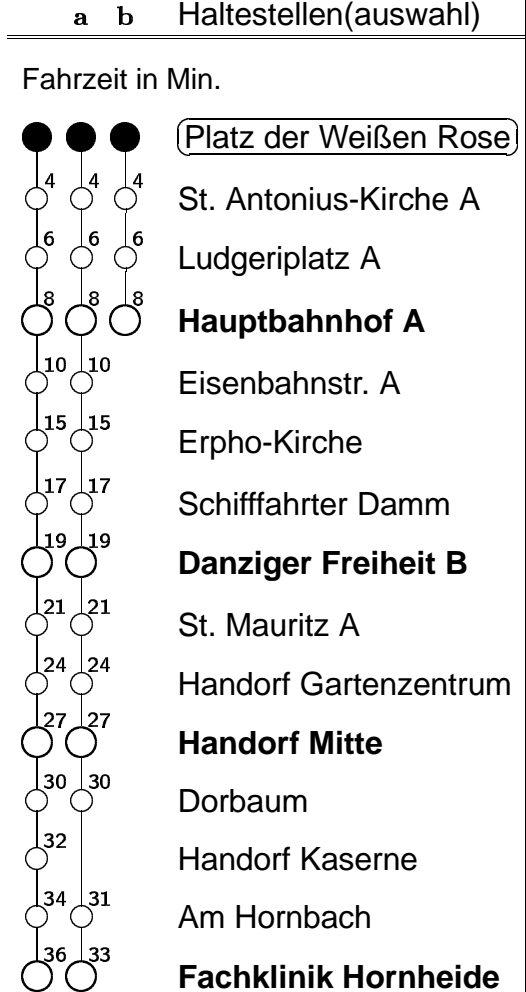 a b Haltestellen(auswahl)
Fahrzeit in Min.
Platz der Weißen Rose
4 4 4 St. Antonius-Kirche A
6 6 6 Ludgeriplatz A
8 8 8 Hauptbahnhof A
10 10 Eisenbahnstr. A
15 15 Erpho-Kirche
17 17 Schifffahrter Damm
19 19 Danziger Freiheit B
21 21 St. Mauritz A
24 24 Handorf Gartenzentrum
27 27 Handorf Mitte
30 30 Dorbaum
32 Handorf Kaserne
34 31 Am Hornbach
36 33 Fachklinik Hornheide